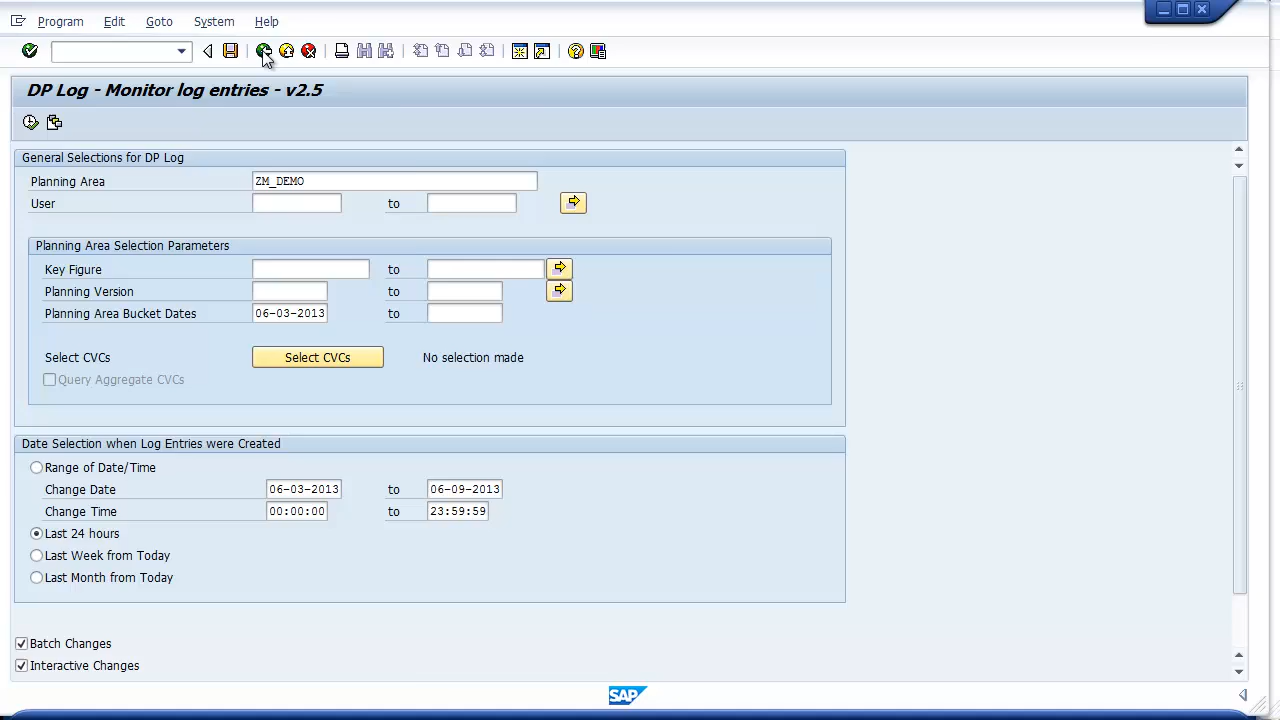 Program Edit Goto System Help
DP Log - Monitor log entries - v2.5
General Selections for DP Log
Planning Area ZM_DEMO
User to
Planning Area Selection Parameters
Key Figure to
Planning Version to
Planning Area Bucket Dates 06-03-2013 to
Select CVCs Select CVCs No selection made
Query Aggregate CVCs
Date Selection when Log Entries were Created
Range of Date/Time
Change Date 06-03-2013 to 06-09-2013
Change Time 00:00:00 to 23:59:59
Last 24 hours
Last Week from Today
Last Month from Today
Batch Changes
Interactive Changes
SAP